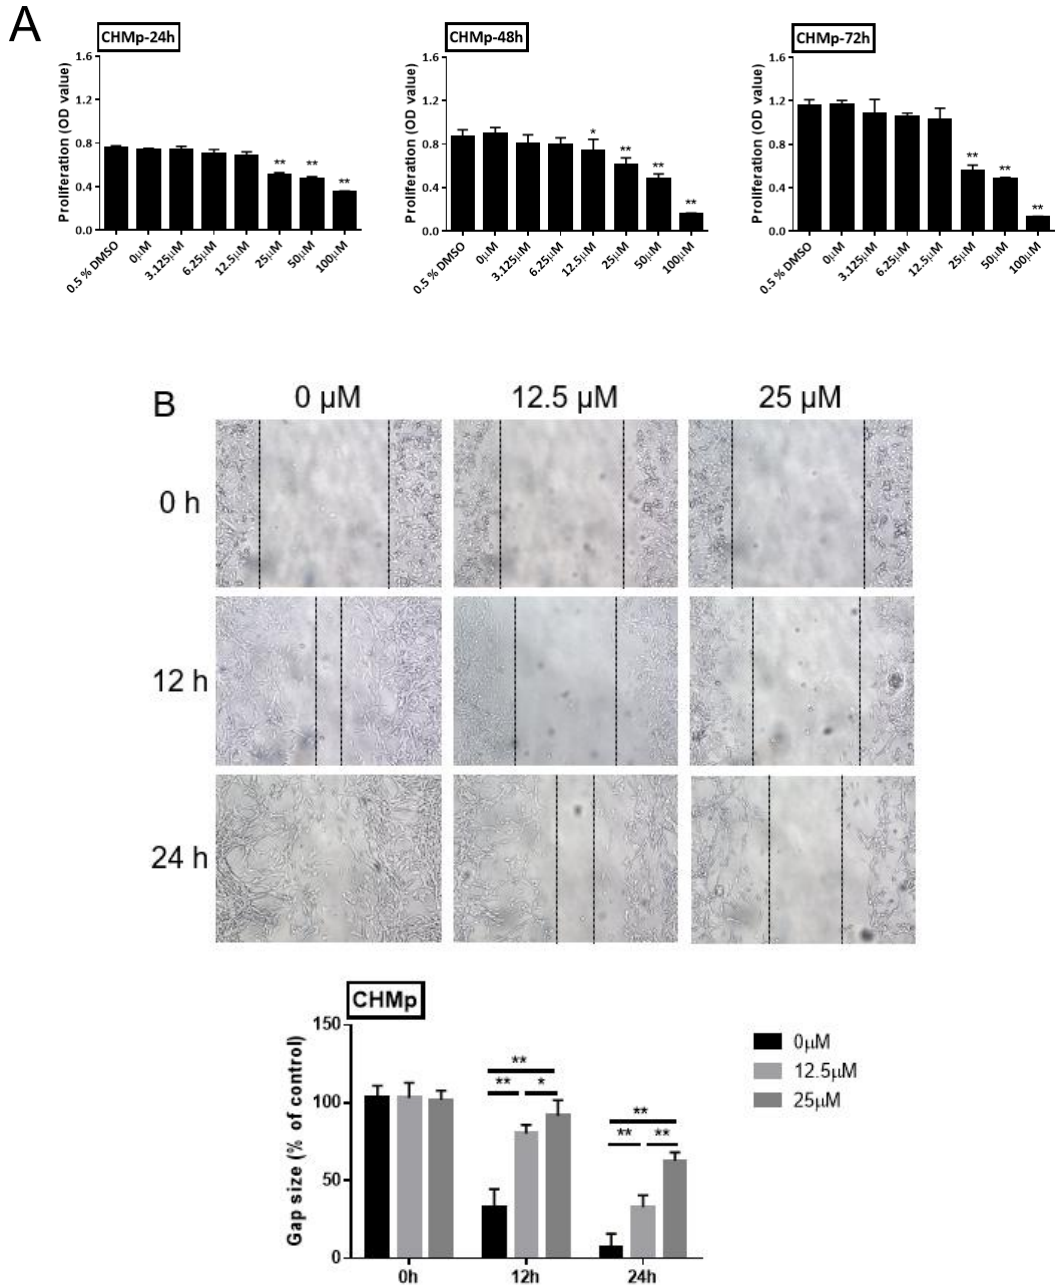 A
CHMp-24h
Proliferation (OD value)
1.6
1.2
0.8
0.4
0.0
** ** **
0.5 % DMSO 0μM 3.125μM 6.25μM 12.5μM 25μM 50μM 100μM
CHMp-48h
Proliferation (OD value)
1.6
1.2
0.8
0.4
0.0
* ** ** **
0.5 % DMSO 0μM 3.125μM 6.25μM 12.5μM 25μM 50μM 100μM
CHMp-72h
Proliferation (OD value)
1.6
1.2
0.8
0.4
0.0
** ** **
0.5 % DMSO 0μM 3.125μM 6.25μM 12.5μM 25μM 50μM 100μM
B
0 μM 12.5 μM 25 μM
0 h
12 h
24 h
CHMp
Gap size (% of control)
150
100
50
0
**
** *
**
** **
0h 12h 24h
0μM
12.5μM
25μM